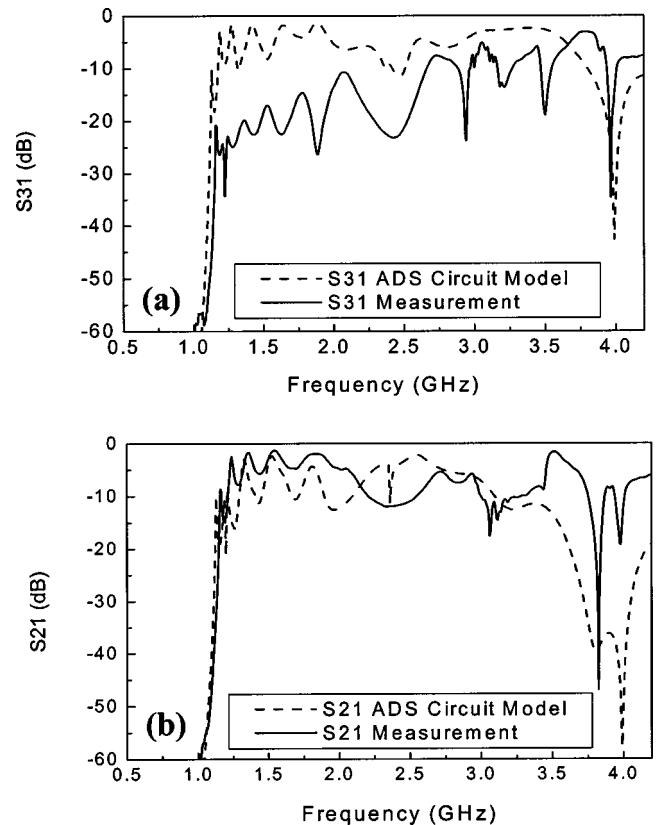 0
-10
-20
-30
-40
-50
-60
S31 (dB)
(a)
S31 ADS Circuit Model
S31 Measurement
0.5 1.0 1.5 2.0 2.5 3.0 3.5 4.0
Frequency (GHz)
0
-10
-20
-30
-40
-50
-60
S21 (dB)
(b)
S21 ADS Circuit Model
S21 Measurement
0.5 1.0 1.5 2.0 2.5 3.0 3.5 4.0
Frequency (GHz)